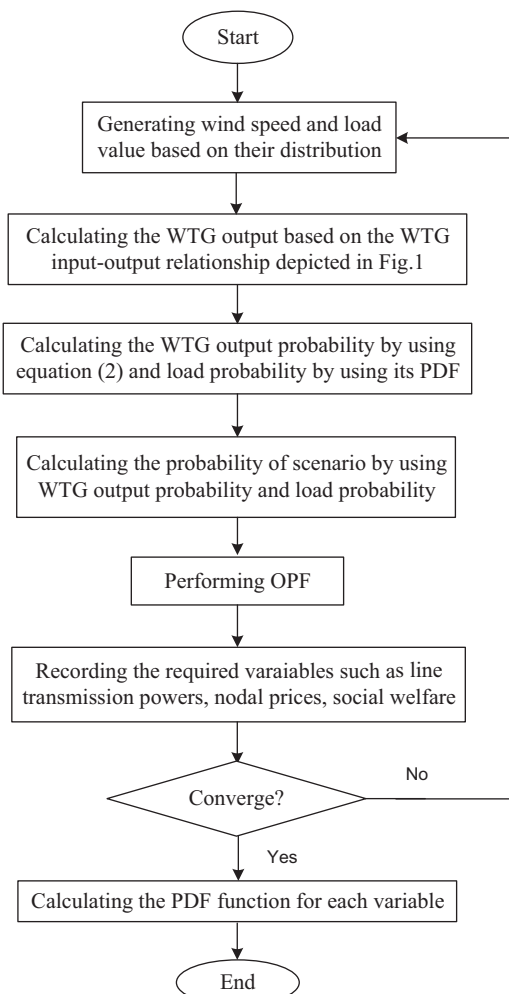 Start
Generating wind speed and load
value based on their distribution
Calculating the WTG output based on the WTG
input-output relationship depicted in Fig.1
Calculating the WTG output probability by using
equation (2) and load probability by using its PDF
Calculating the probability of scenario by using
WTG output probability and load probability
Performing OPF
Recording the required varaiables such as line
transmission powers, nodal prices, social welfare
No
Converge?
Yes
Calculating the PDF function for each variable
End